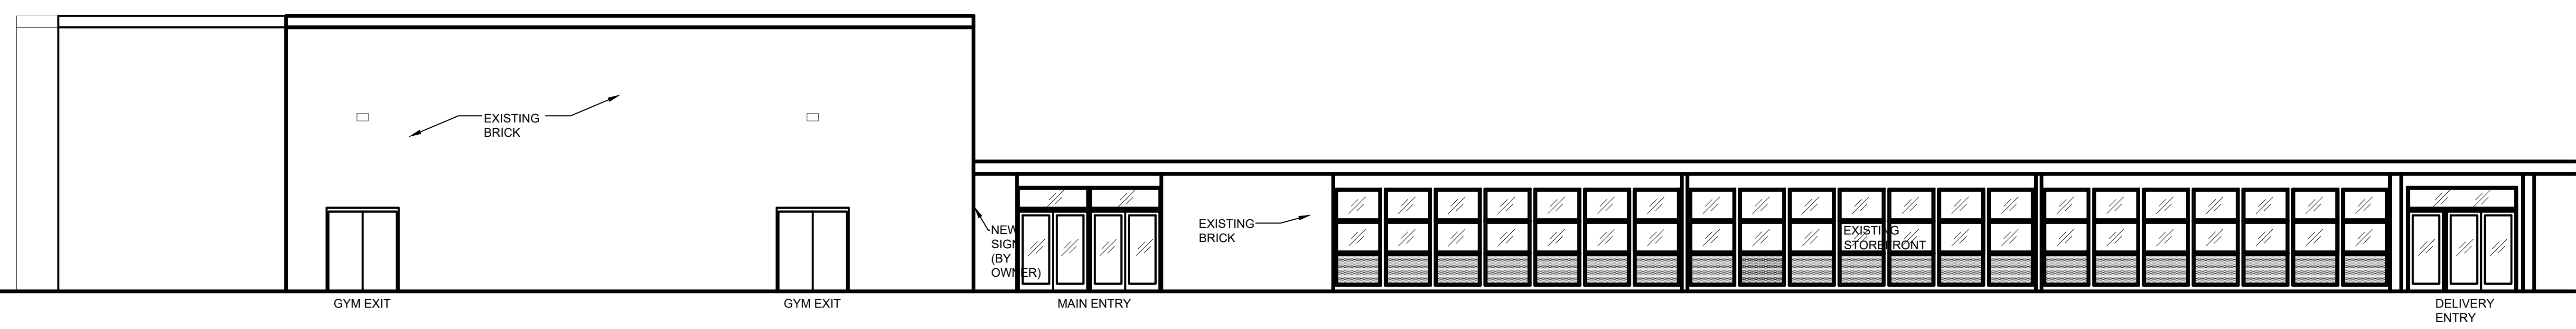 EXISTING
BRICK
GYM EXIT
GYM EXIT
NEW
SIGN
(BY
OWNER)
MAIN ENTRY
EXISTING
BRICK
EXISTING
STOREFRONT
DELIVERY
ENTRY